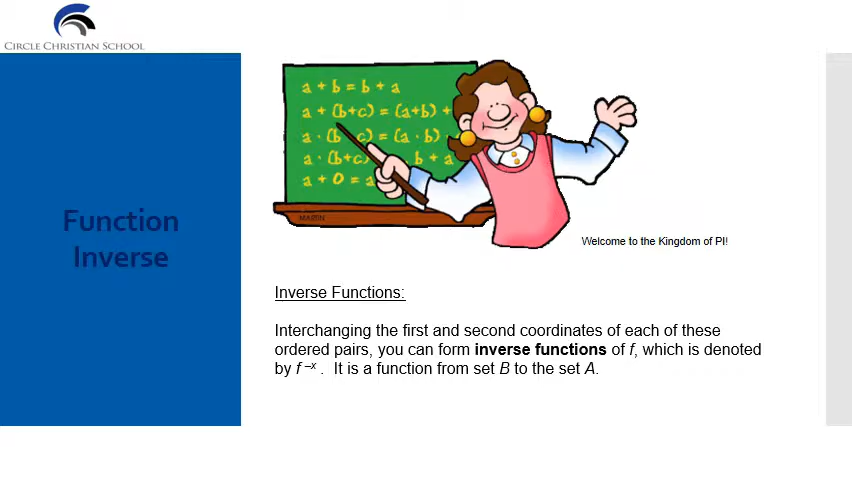 CIRCLE CHRISTIAN SCHOOL
Function
Inverse
a + b = b + a
a + (b+c) = (a+b) +
a · (b c) = (a · b) ·
a · (b+c) b + a
a + 0 = a
MARTIN
Welcome to the Kingdom of PI!
Inverse Functions:
Interchanging the first and second coordinates of each of these
ordered pairs, you can form inverse functions of f, which is denoted
by f –x . It is a function from set B to the set A.